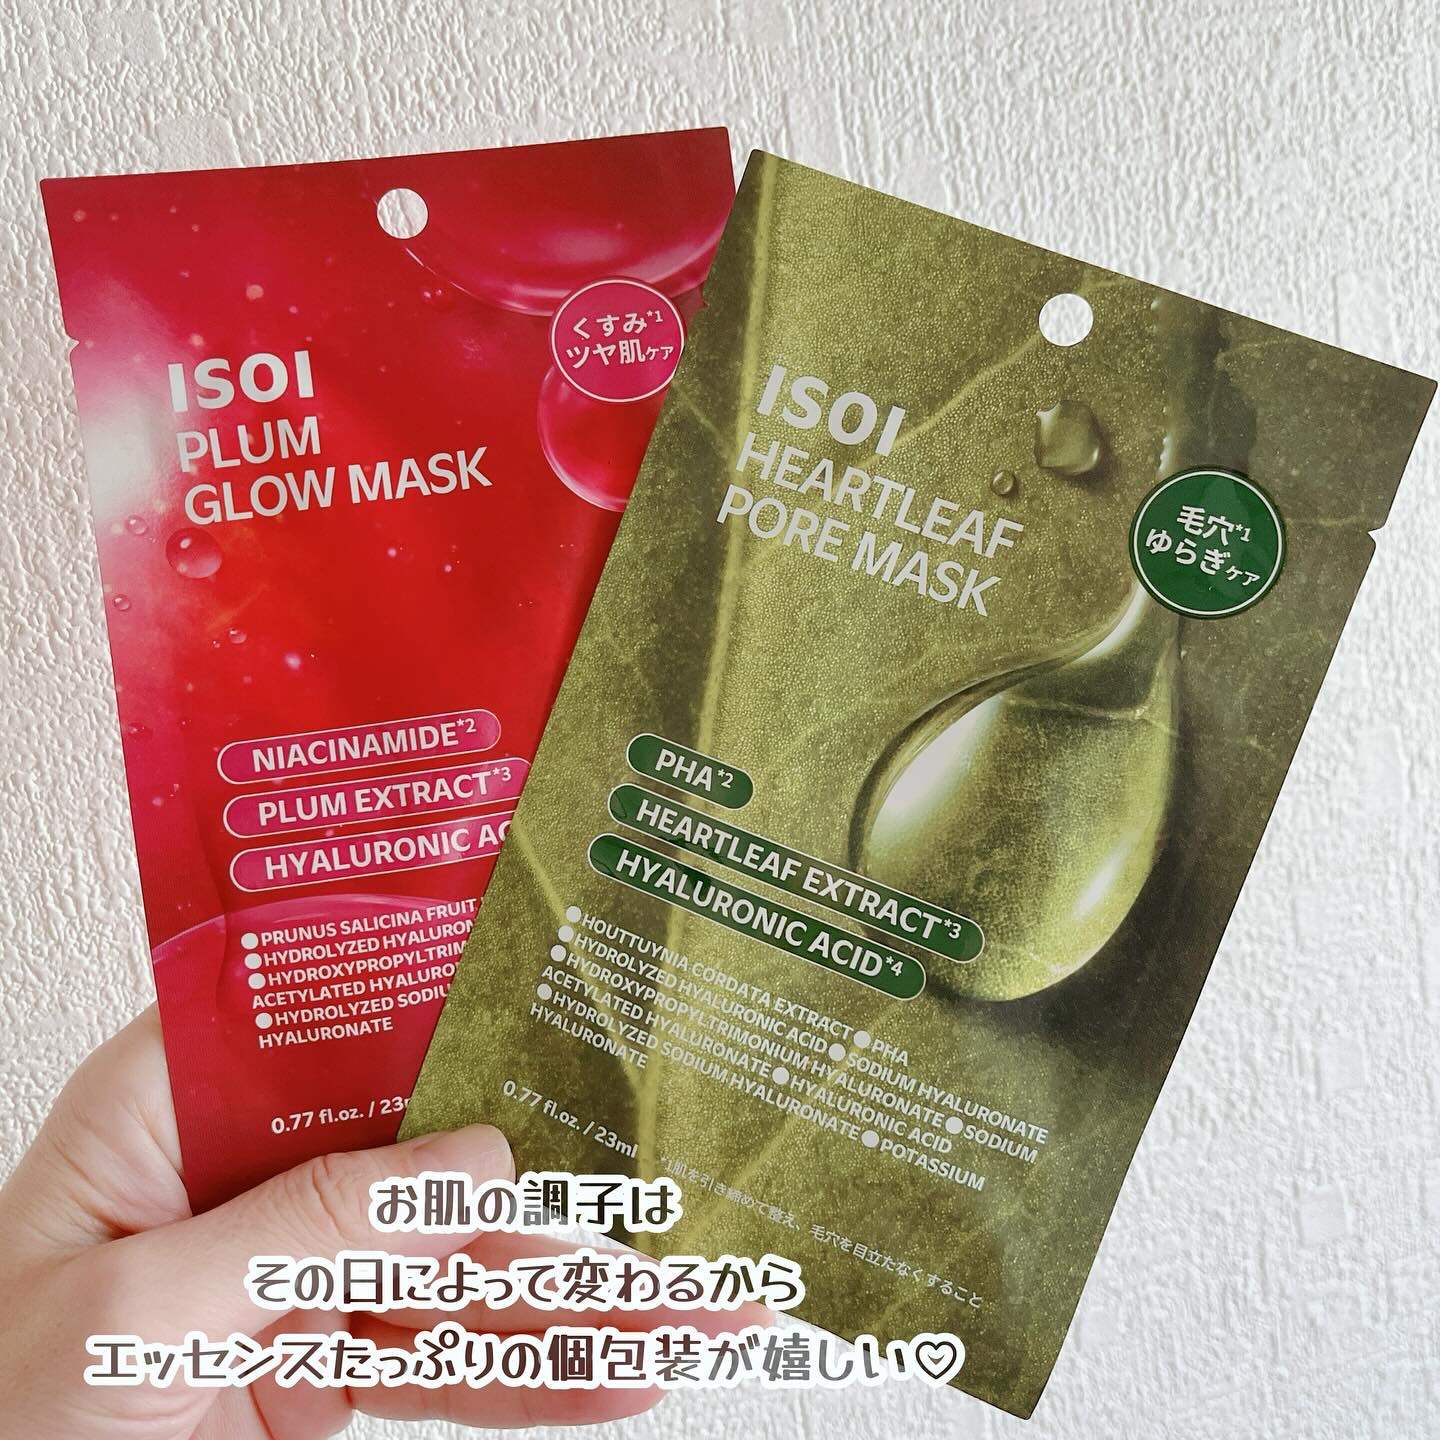 ISOI
PLUM
GLOW MASK
くすみ*1
ツヤ肌ケア
NIACINAMIDE*2
PLUM EXTRACT*3
HYALURONIC
●PRUNUS SALICINA FRUIT
●HYDROLYZED
●HYDROXYPROPYLTRIM
ACETYLATED
●HYDROLYZED
HYALURONATE
0.77 fl.oz. / 23
ISOI
HEARTLEAF
PORE MASK
毛穴*1
ゆらぎケア
PHA*2
HEARTLEAF EXTRACT*3
HYALURONIC ACID*4
●HOUTTUYNIA CORDATA EXTRACT●PHA
●HYDROLYZED HYALURONIC ACID●SODIUM HYALURONATE
●HYDROXYPROPYLTRIMONIUM HYALURONATE●SODIUM
ACETYLATED HYALURONATE●HYALURONIC ACID
●HYDROLYZED SODIUM HYALURONATE●POTASSIUM
HYALURONATE
0.77 fl.oz. / 23ml
*1肌を引き締めて整え、毛穴を目立たなくすること
お肌の調子は
その日によって変わるから
エッセンスたっぷりの個包装が嬉しい♡